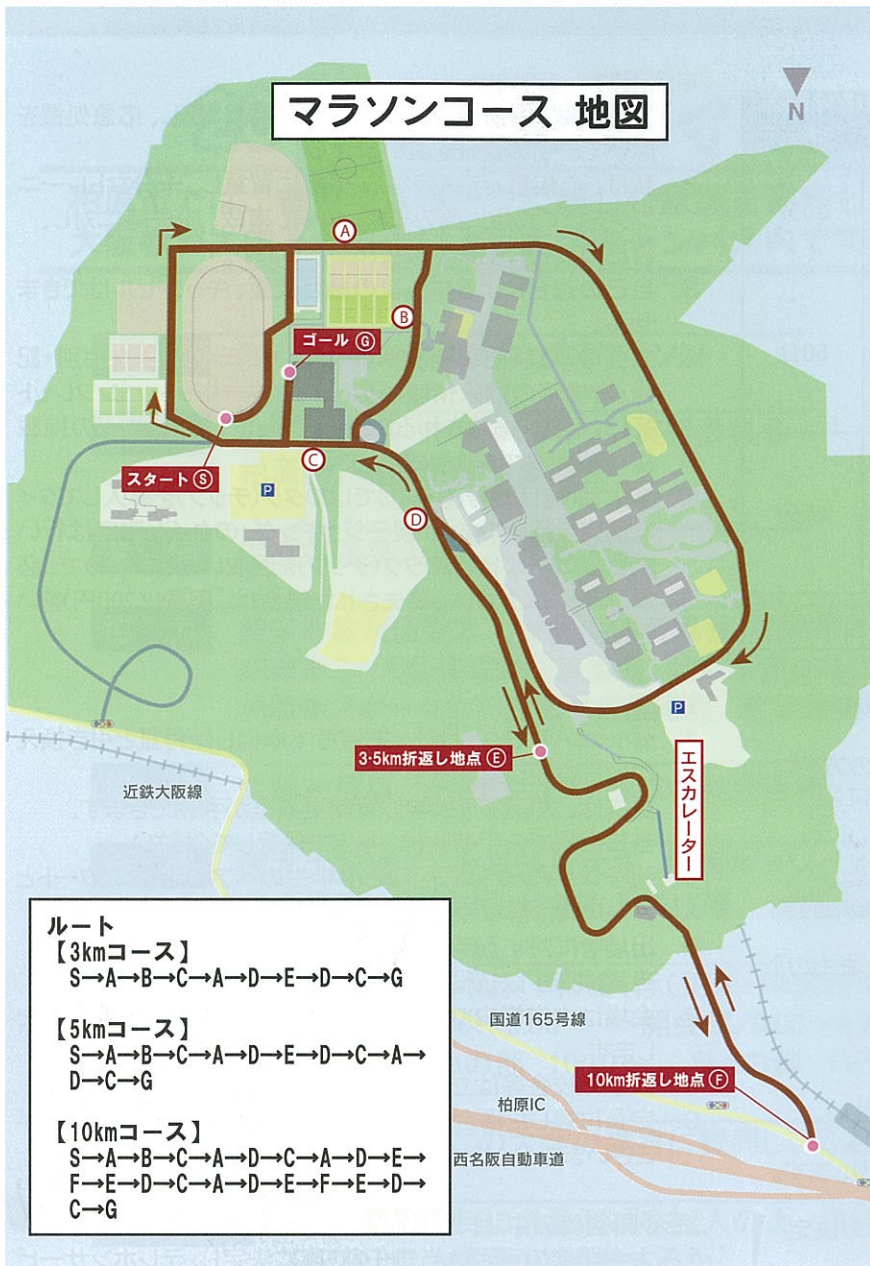 マラソンコース 地図
N
A
B
ゴール G
スタート S
C
P
D
P
3・5km折返し地点 E
エスカレーター
近鉄大阪線
国道165号線
10km折返し地点 F
柏原IC
西名阪自動車道
ルート
【3kmコース】
S→A→B→C→A→D→E→D→C→G
【5kmコース】
S→A→B→C→A→D→E→D→C→A→
D→C→G
【10kmコース】
S→A→B→C→A→D→C→A→D→E→
F→E→D→C→A→D→E→F→E→D→
C→G